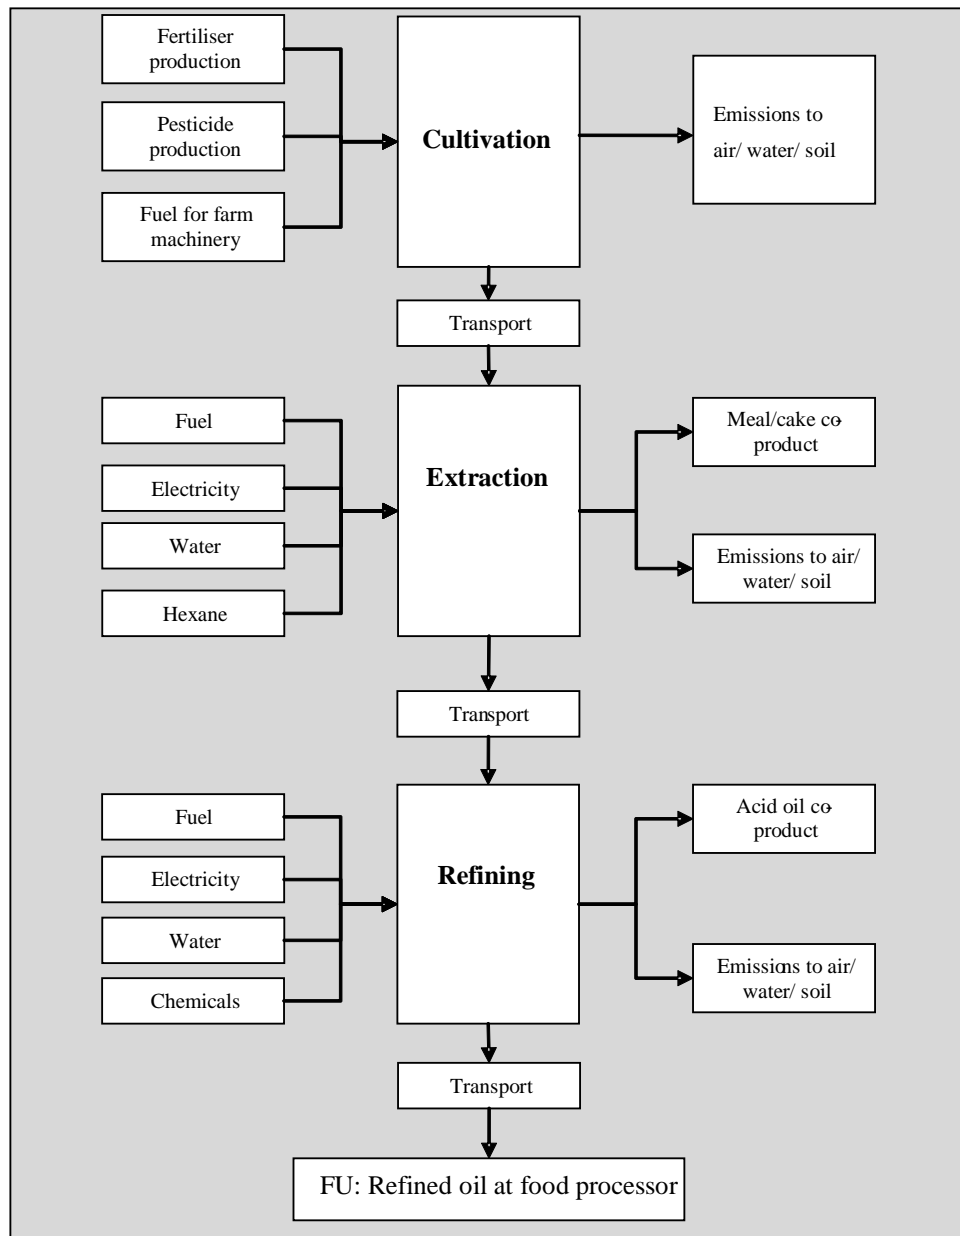 Fertiliser
production
Pesticide
production
Fuel for farm
machinery
Cultivation
Emissions to
air/ water/ soil
Transport
Fuel
Electricity
Water
Hexane
Extraction
Meal/cake co-
product
Emissions to air/
water/ soil
Transport
Fuel
Electricity
Water
Chemicals
Refining
Acid oil co-
product
Emissions to air/
water/ soil
Transport
FU: Refined oil at food processor